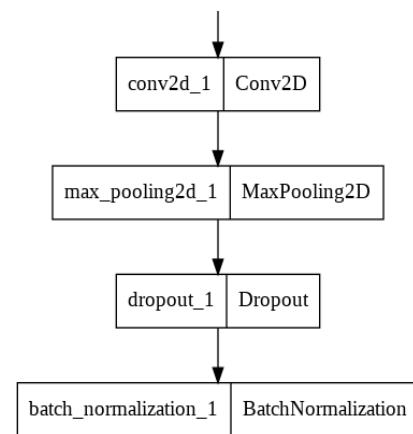 conv2d_1 Conv2D
max_pooling2d_1 MaxPooling2D
dropout_1 Dropout
batch_normalization_1 BatchNormalization